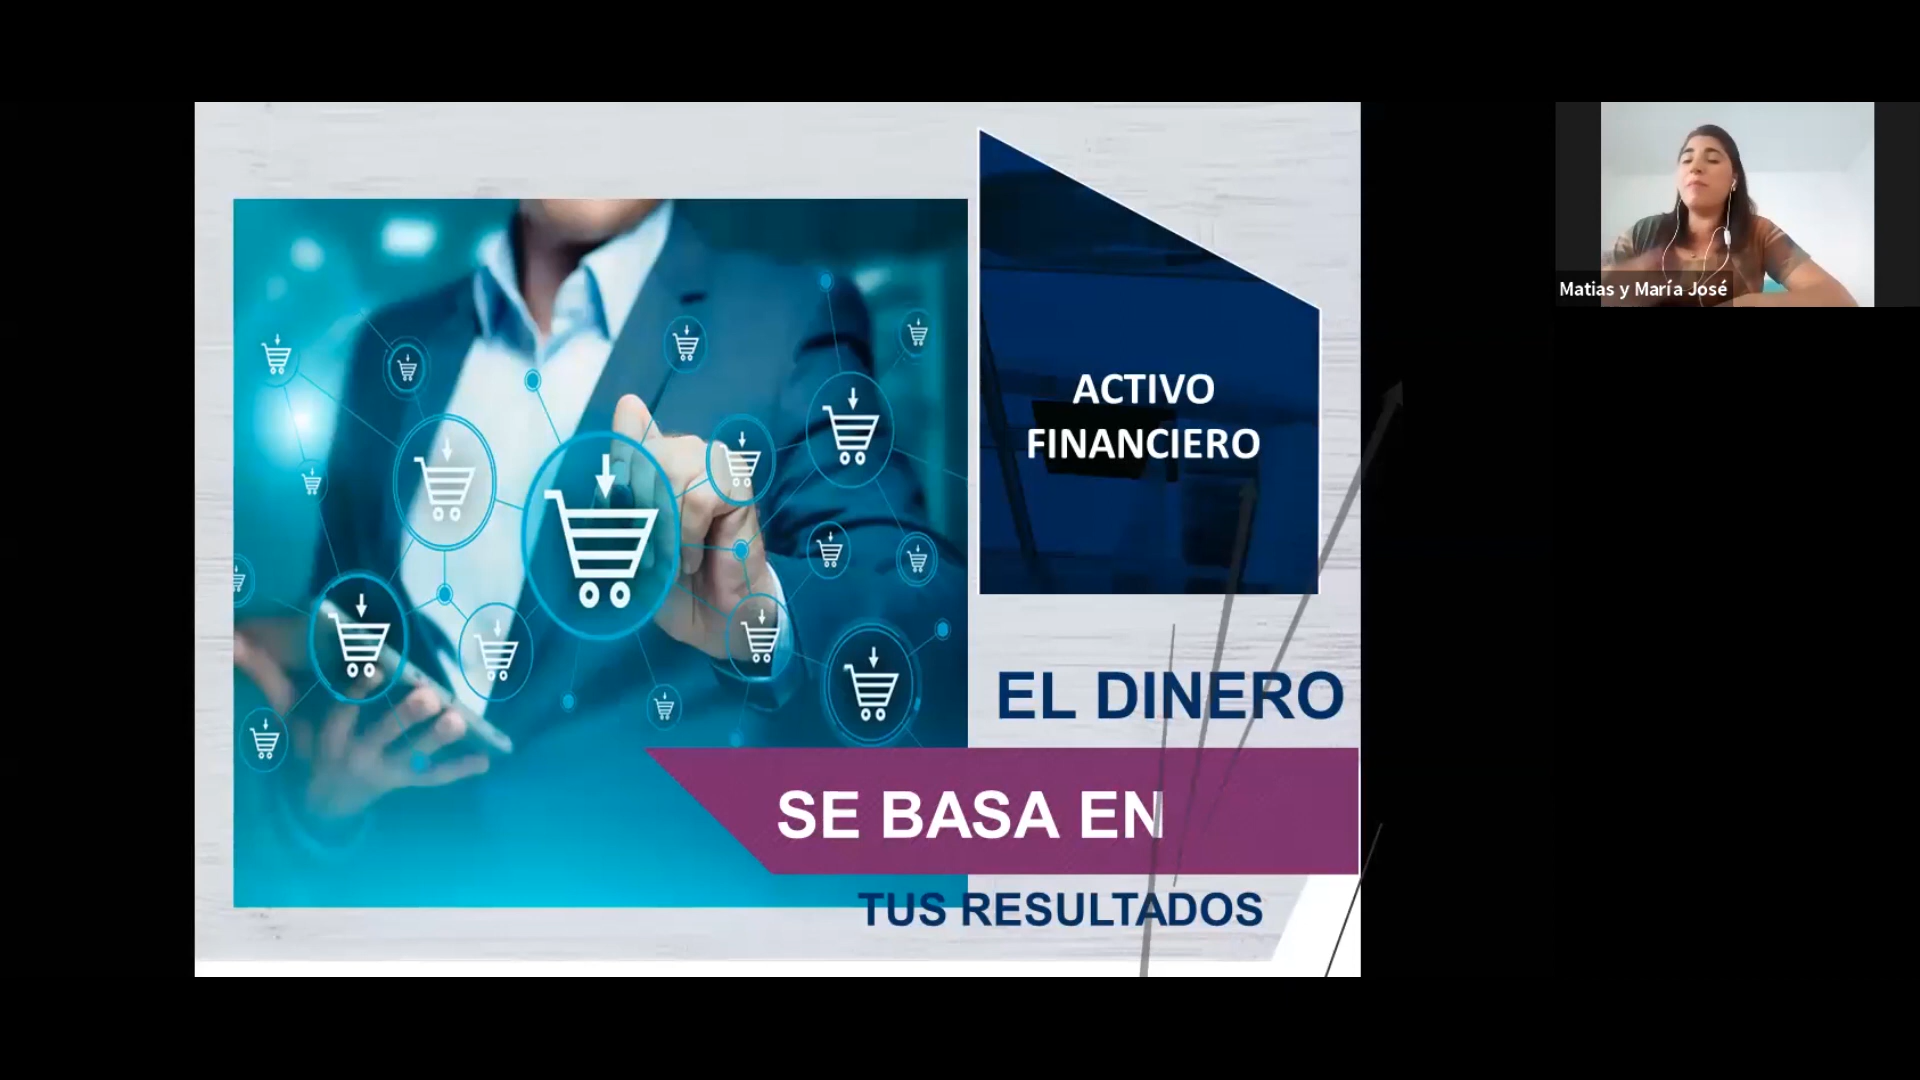 ACTIVO
FINANCIERO
EL DINERO
SE BASA EN
TUS RESULTADOS
Matias y María José